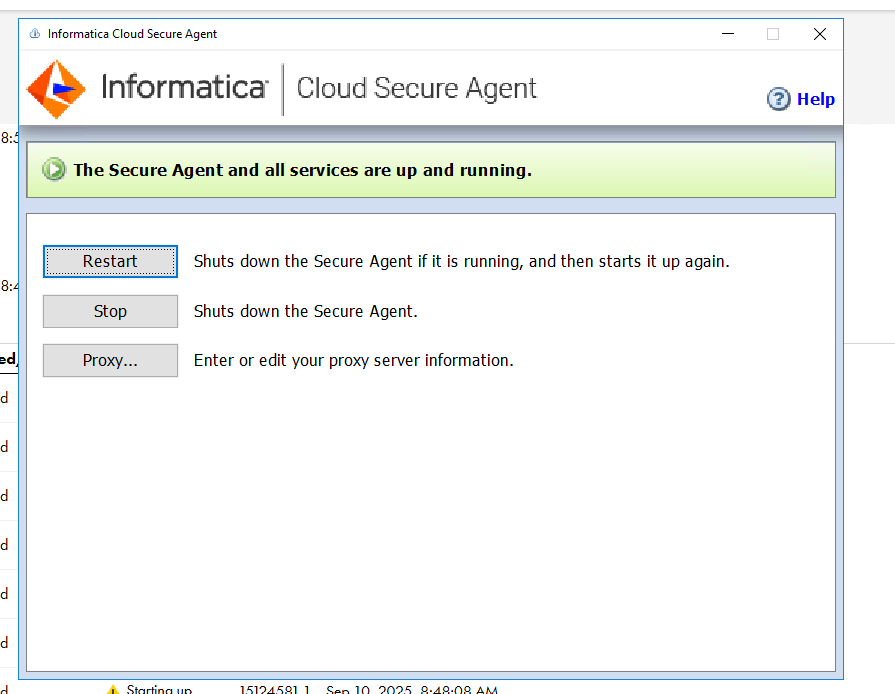 Informatica Cloud Secure Agent
Informatica Cloud Secure Agent
Help
The Secure Agent and all services are up and running.
Restart Shuts down the Secure Agent if it is running, and then starts it up again.
Stop Shuts down the Secure Agent.
Proxy... Enter or edit your proxy server information.
8:5
8:4
ed,
d
d
d
d
d
d
d Starting up 15124581.1 Sep 10, 2025, 8:48:08 AM